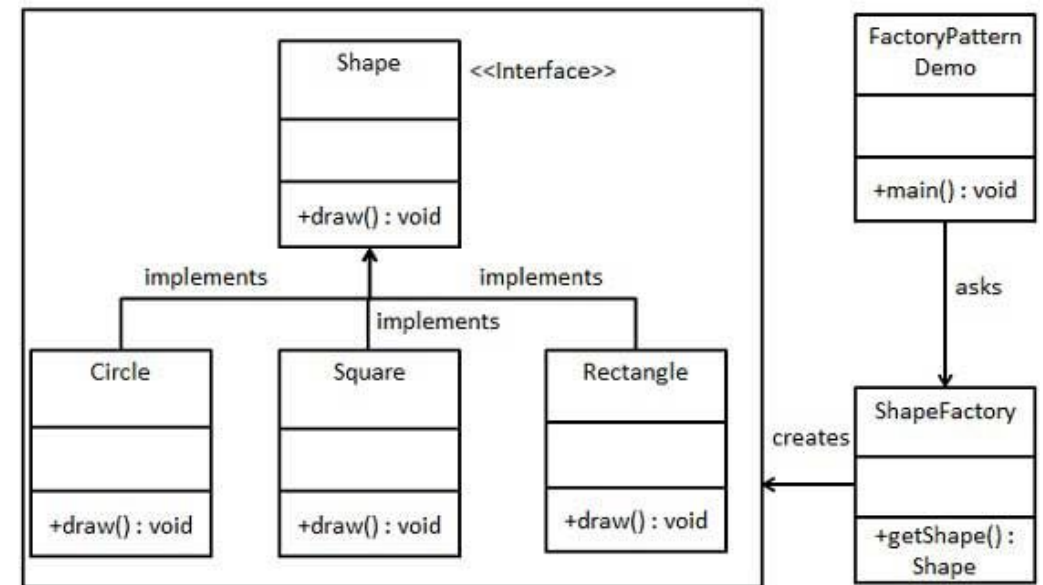 Shape
<<Interface>>
+draw() : void
FactoryPattern
Demo
+main() : void
implements
implements
implements
asks
Circle
+draw() : void
Square
+draw() : void
Rectangle
+draw() : void
creates
ShapeFactory
+getShape() :
Shape